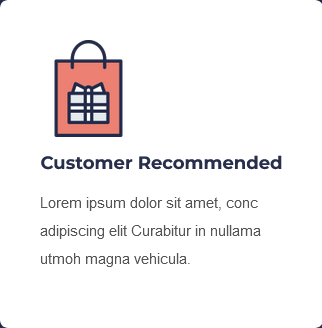 Customer Recommended
Lorem ipsum dolor sit amet, conc
adipiscing elit Curabitur in nullama
utmoh magna vehicula.